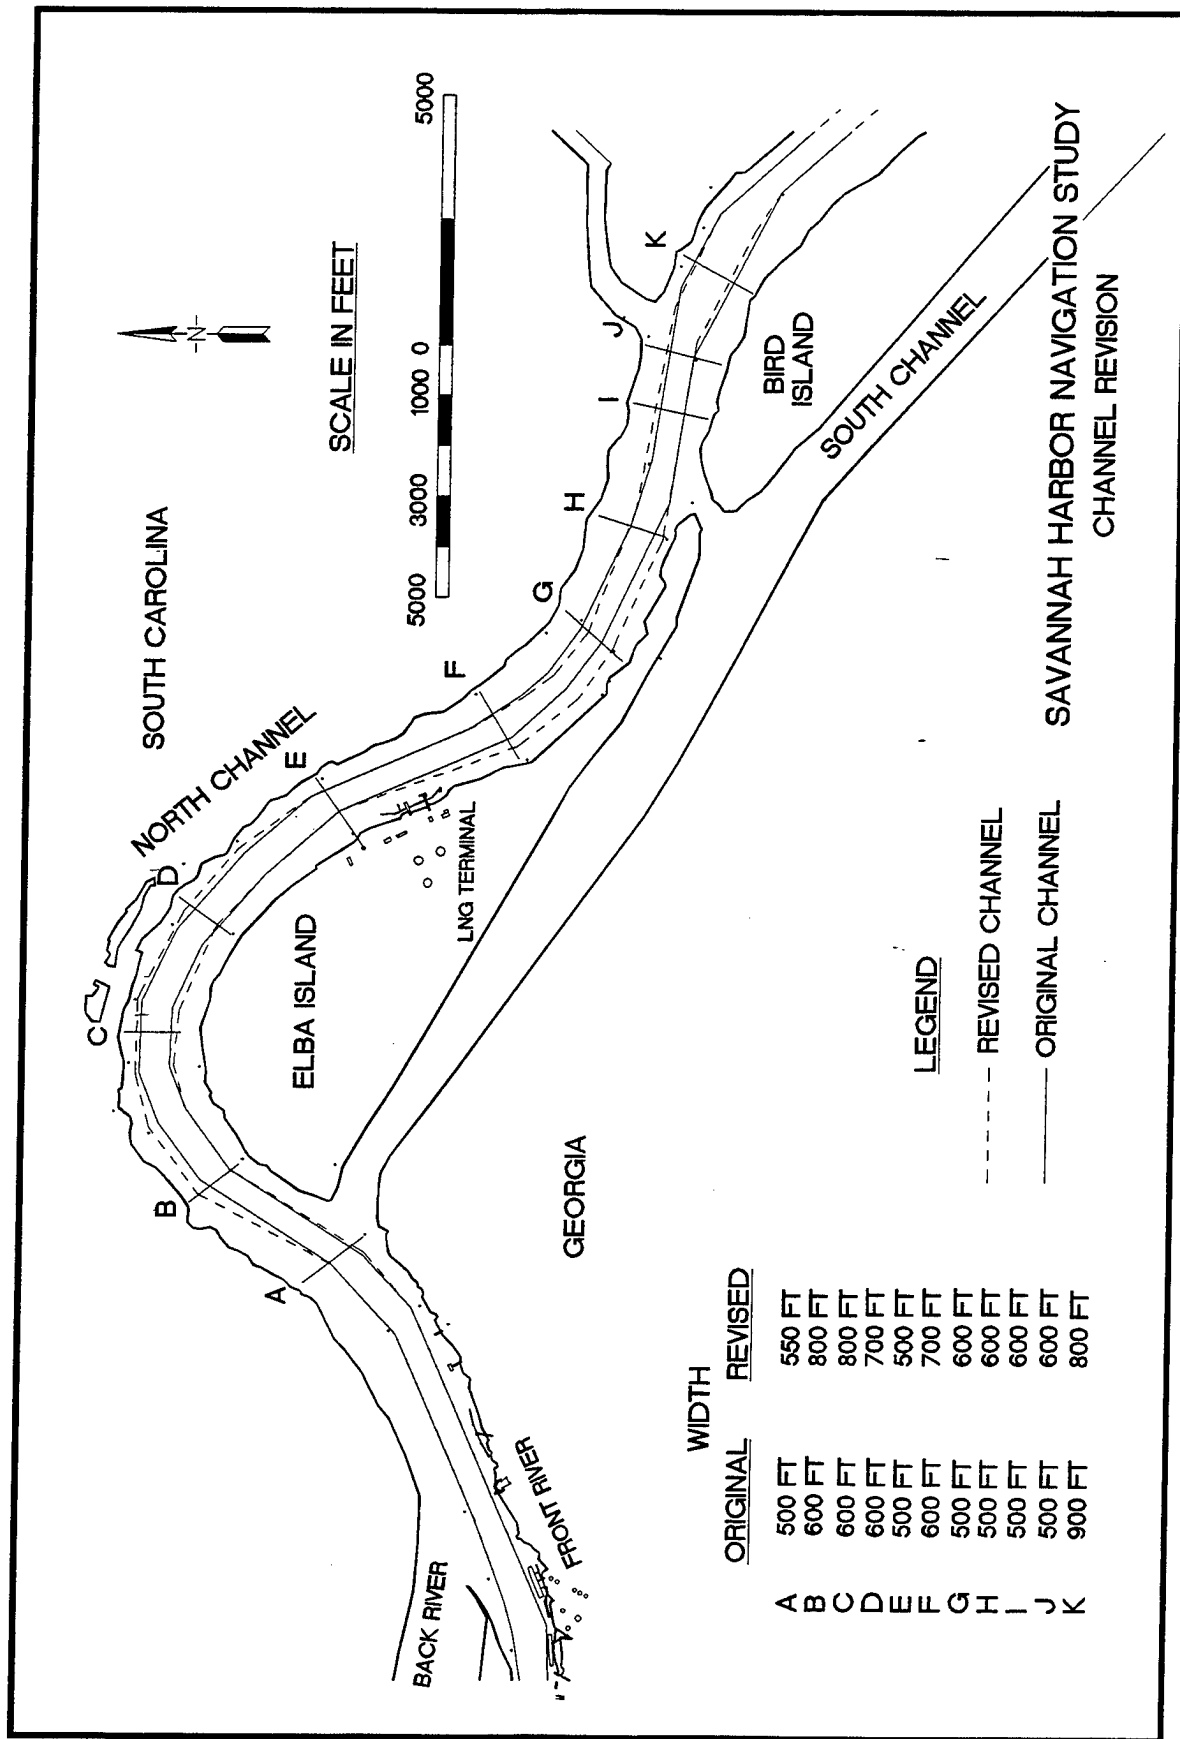 SOUTH CAROLINA
N
SCALE IN FEET
5000 3000 1000 0 5000
NORTH CHANNEL
A
B
C
D
E
F
G
H
I
J
K
ELBA ISLAND
LNG TERMINAL
BIRD
ISLAND
SOUTH CHANNEL
BACK RIVER
FRONT RIVER
GEORGIA
WIDTH
ORIGINAL REVISED
A 500 FT 550 FT
B 600 FT 800 FT
C 600 FT 800 FT
D 600 FT 700 FT
E 500 FT 500 FT
F 600 FT 700 FT
G 500 FT 600 FT
H 500 FT 600 FT
I 500 FT 600 FT
J 500 FT 600 FT
K 900 FT 800 FT
LEGEND
REVISED CHANNEL
ORIGINAL CHANNEL
SAVANNAH HARBOR NAVIGATION STUDY
CHANNEL REVISION